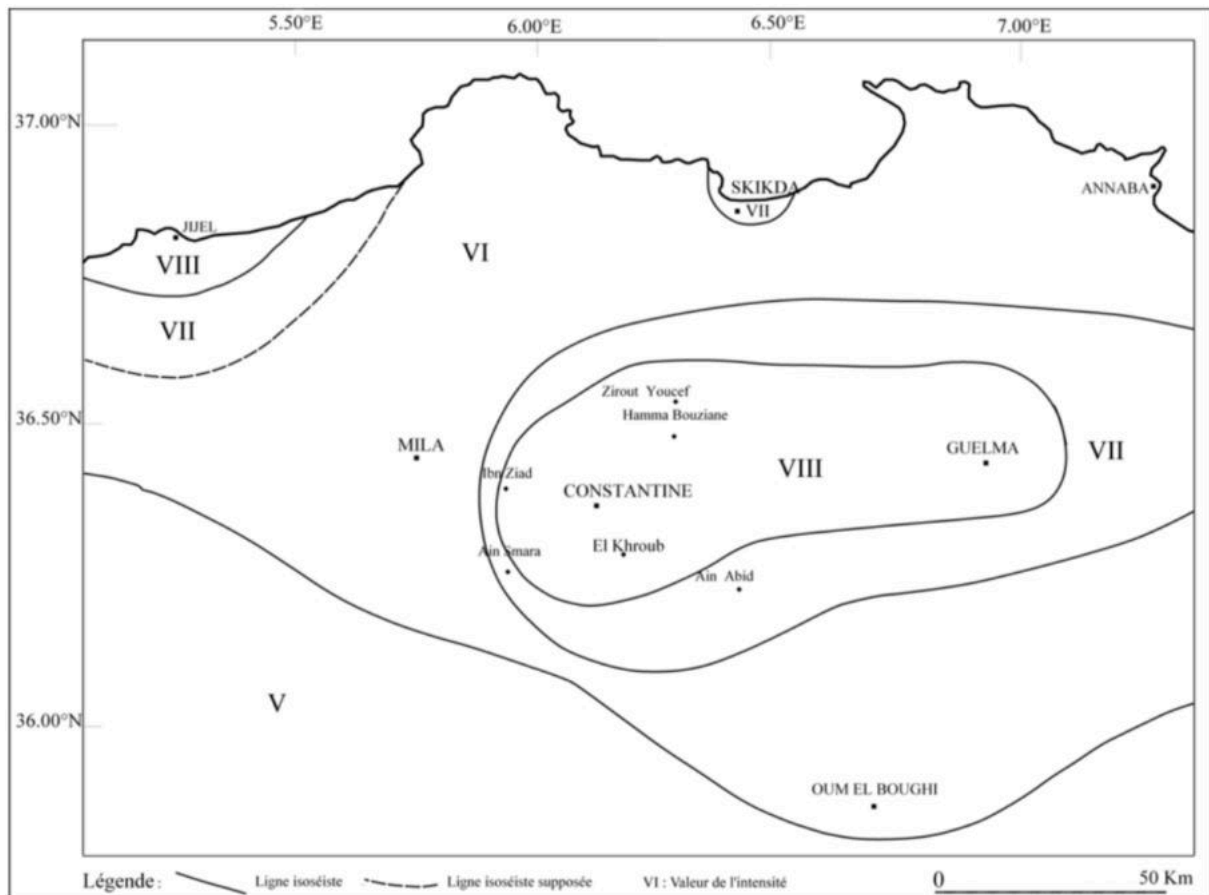 5.50°E 6.00°E 6.50°E 7.00°E
37.00°N
SKIKDA
VII
ANNABA
JIJEL
VIII
VI
VII
36.50°N
Zirout Youcef
Hamma Bouziane
MILA
GUELMA
VII
VIII
Ibn Ziad
CONSTANTINE
Ain Smara
El Khroub
Ain Abid
V
36.00°N
OUM EL BOUGHI
Légende : Ligne isoséiste Ligne isoséiste supposée VI : Valeur de l'intensité 0 50 Km